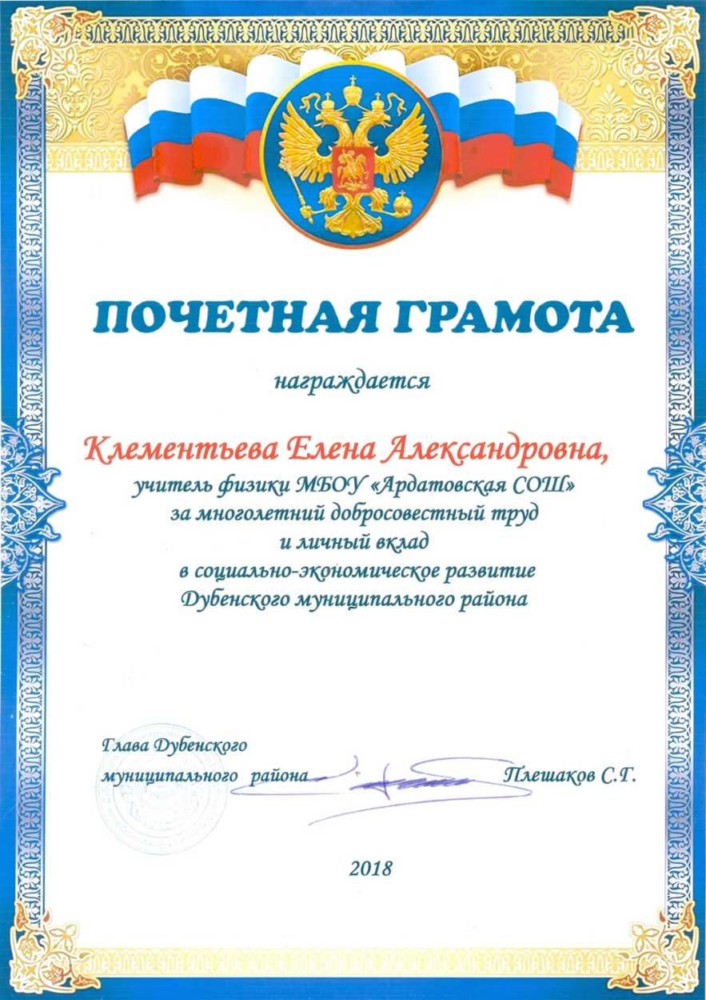 ПОЧЕТНАЯ ГРАМОТА
награждается
Клементьева Елена Александровна,
учитель физики МБОУ «Ардатовская СОШ»
за многолетний добросовестный труд
и личный вклад
в социально-экономическое развитие
Дубенского муниципального района
Глава Дубенского
муниципального района Плешаков С.Г.
2018